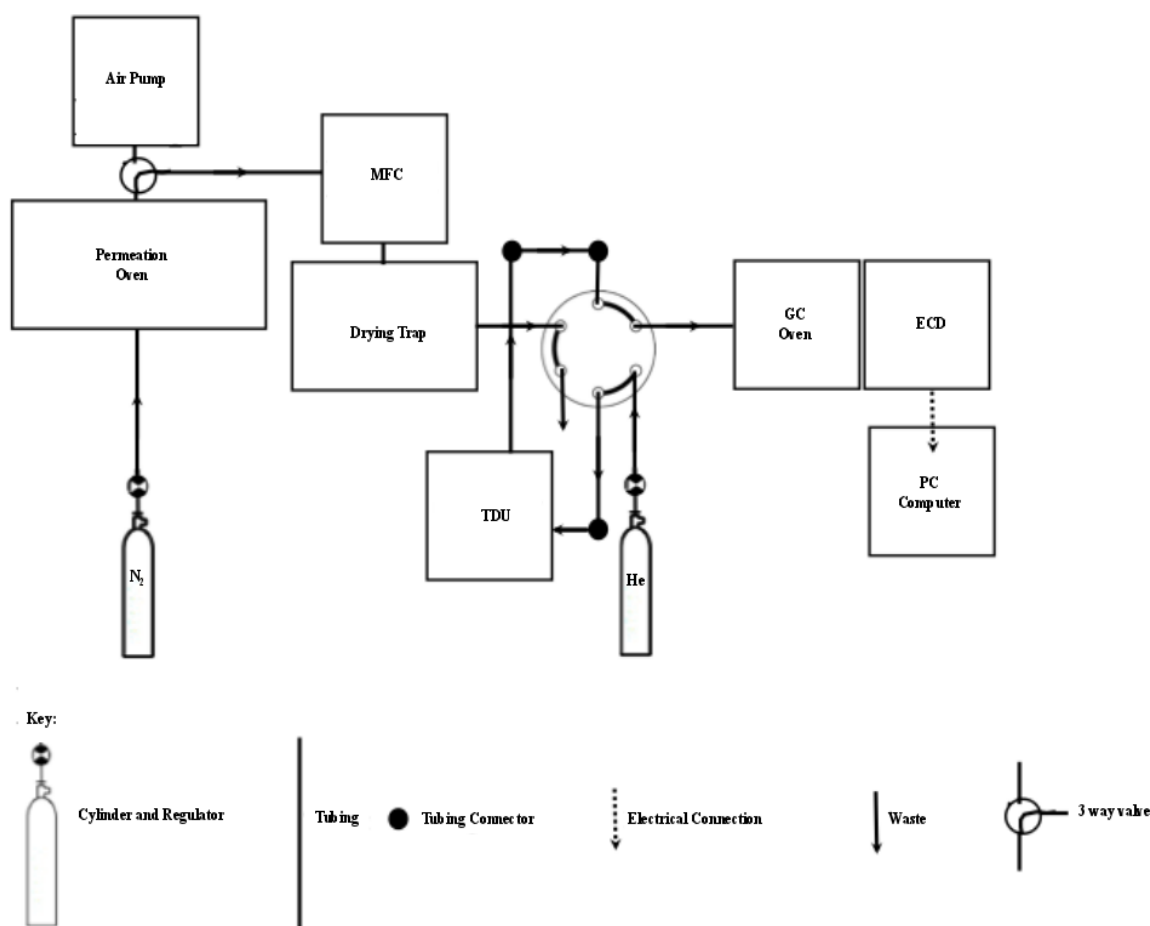 Air Pump
MFC
Permeation
Oven
Drying Trap
GC
Oven
ECD
TDU
PC
Computer
N₂
He
Key:
Cylinder and Regulator
Tubing
Tubing Connector
Electrical Connection
Waste
3 way valve